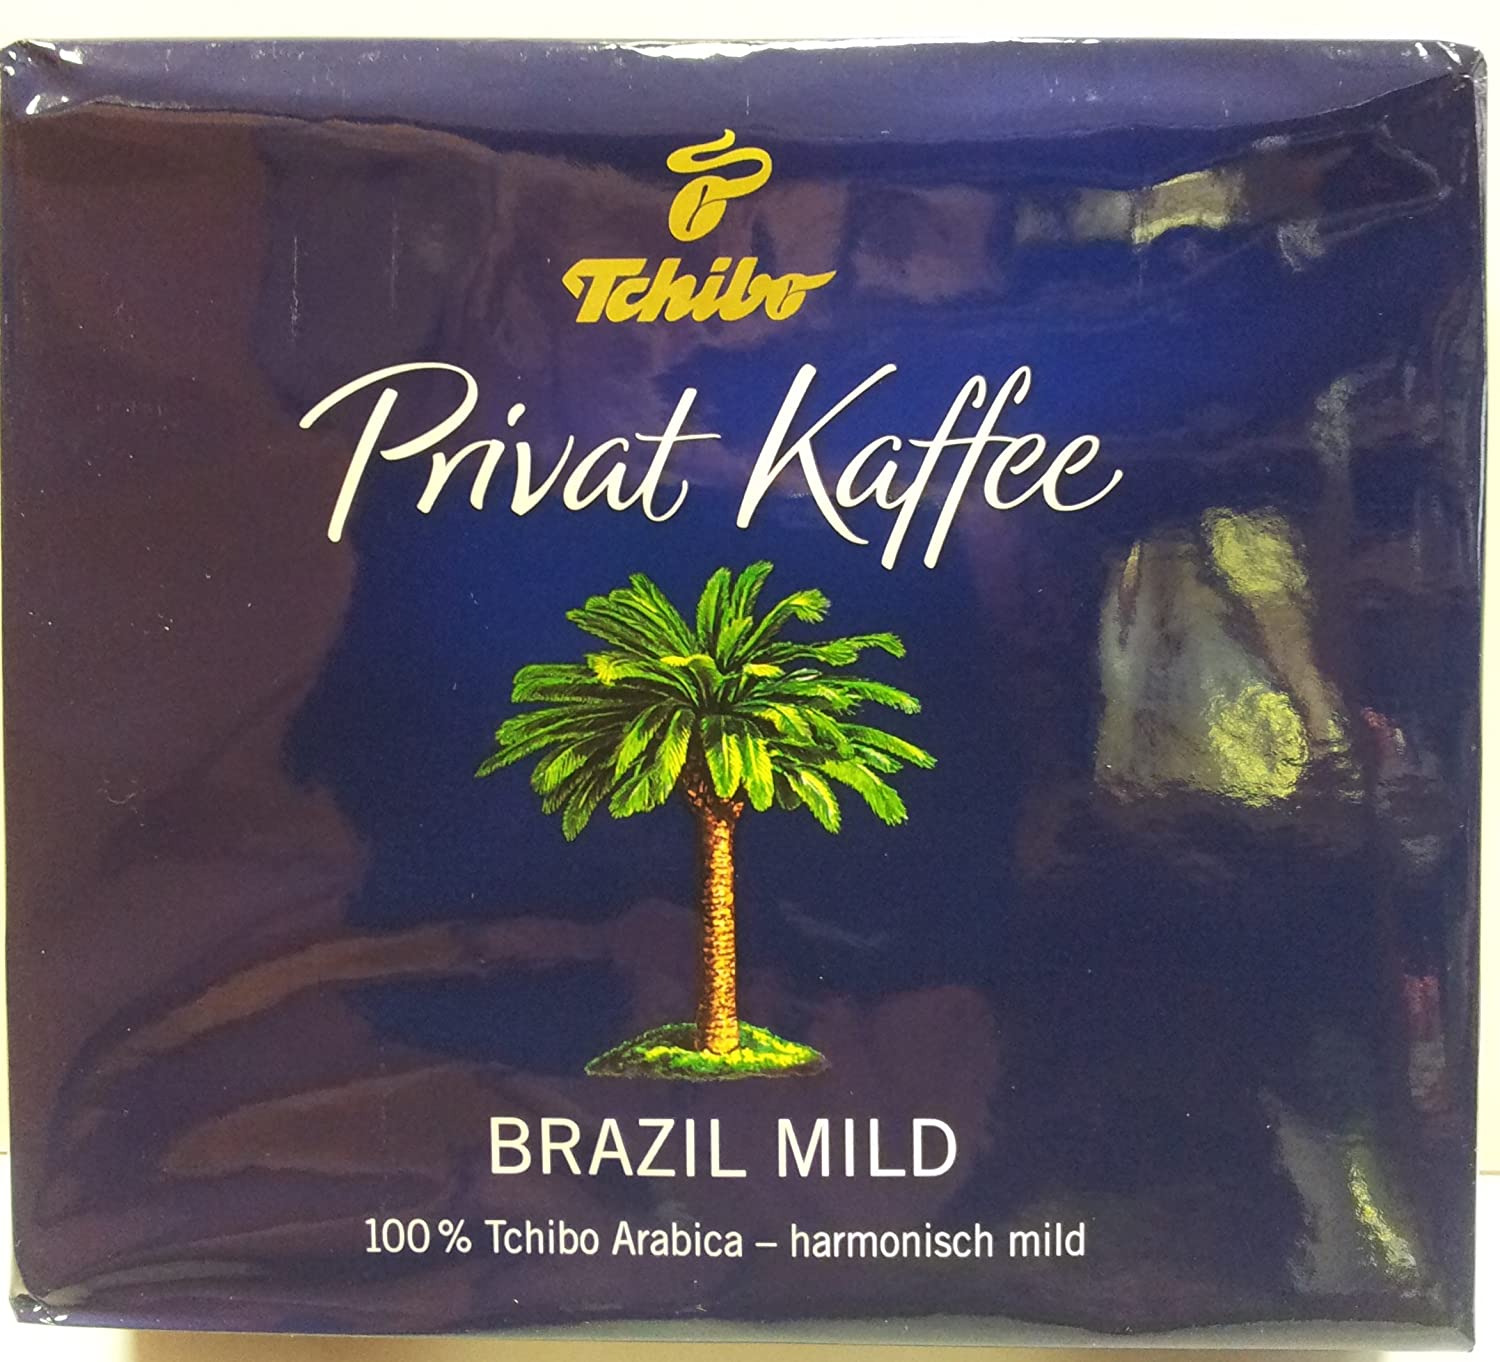 Tchibo
Privat Kaffee
BRAZIL MILD
100 % Tchibo Arabica – harmonisch mild